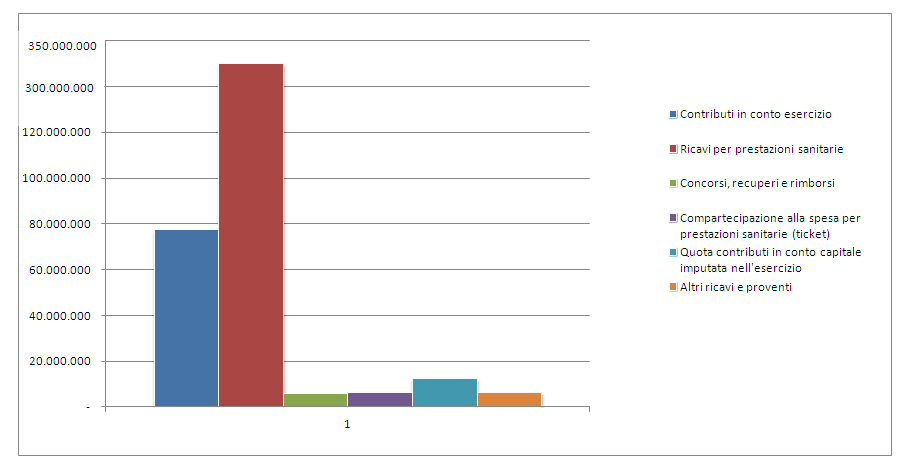 350.000.000
300.000.000
120.000.000
100.000.000
80.000.000
60.000.000
40.000.000
20.000.000
-
1
Contributi in conto esercizio
Ricavi per prestazioni sanitarie
Concorsi, recuperi e rimborsi
Compartecipazione alla spesa per
prestazioni sanitarie (ticket)
Quota contributi in conto capitale
imputata nell'esercizio
Altri ricavi e proventi